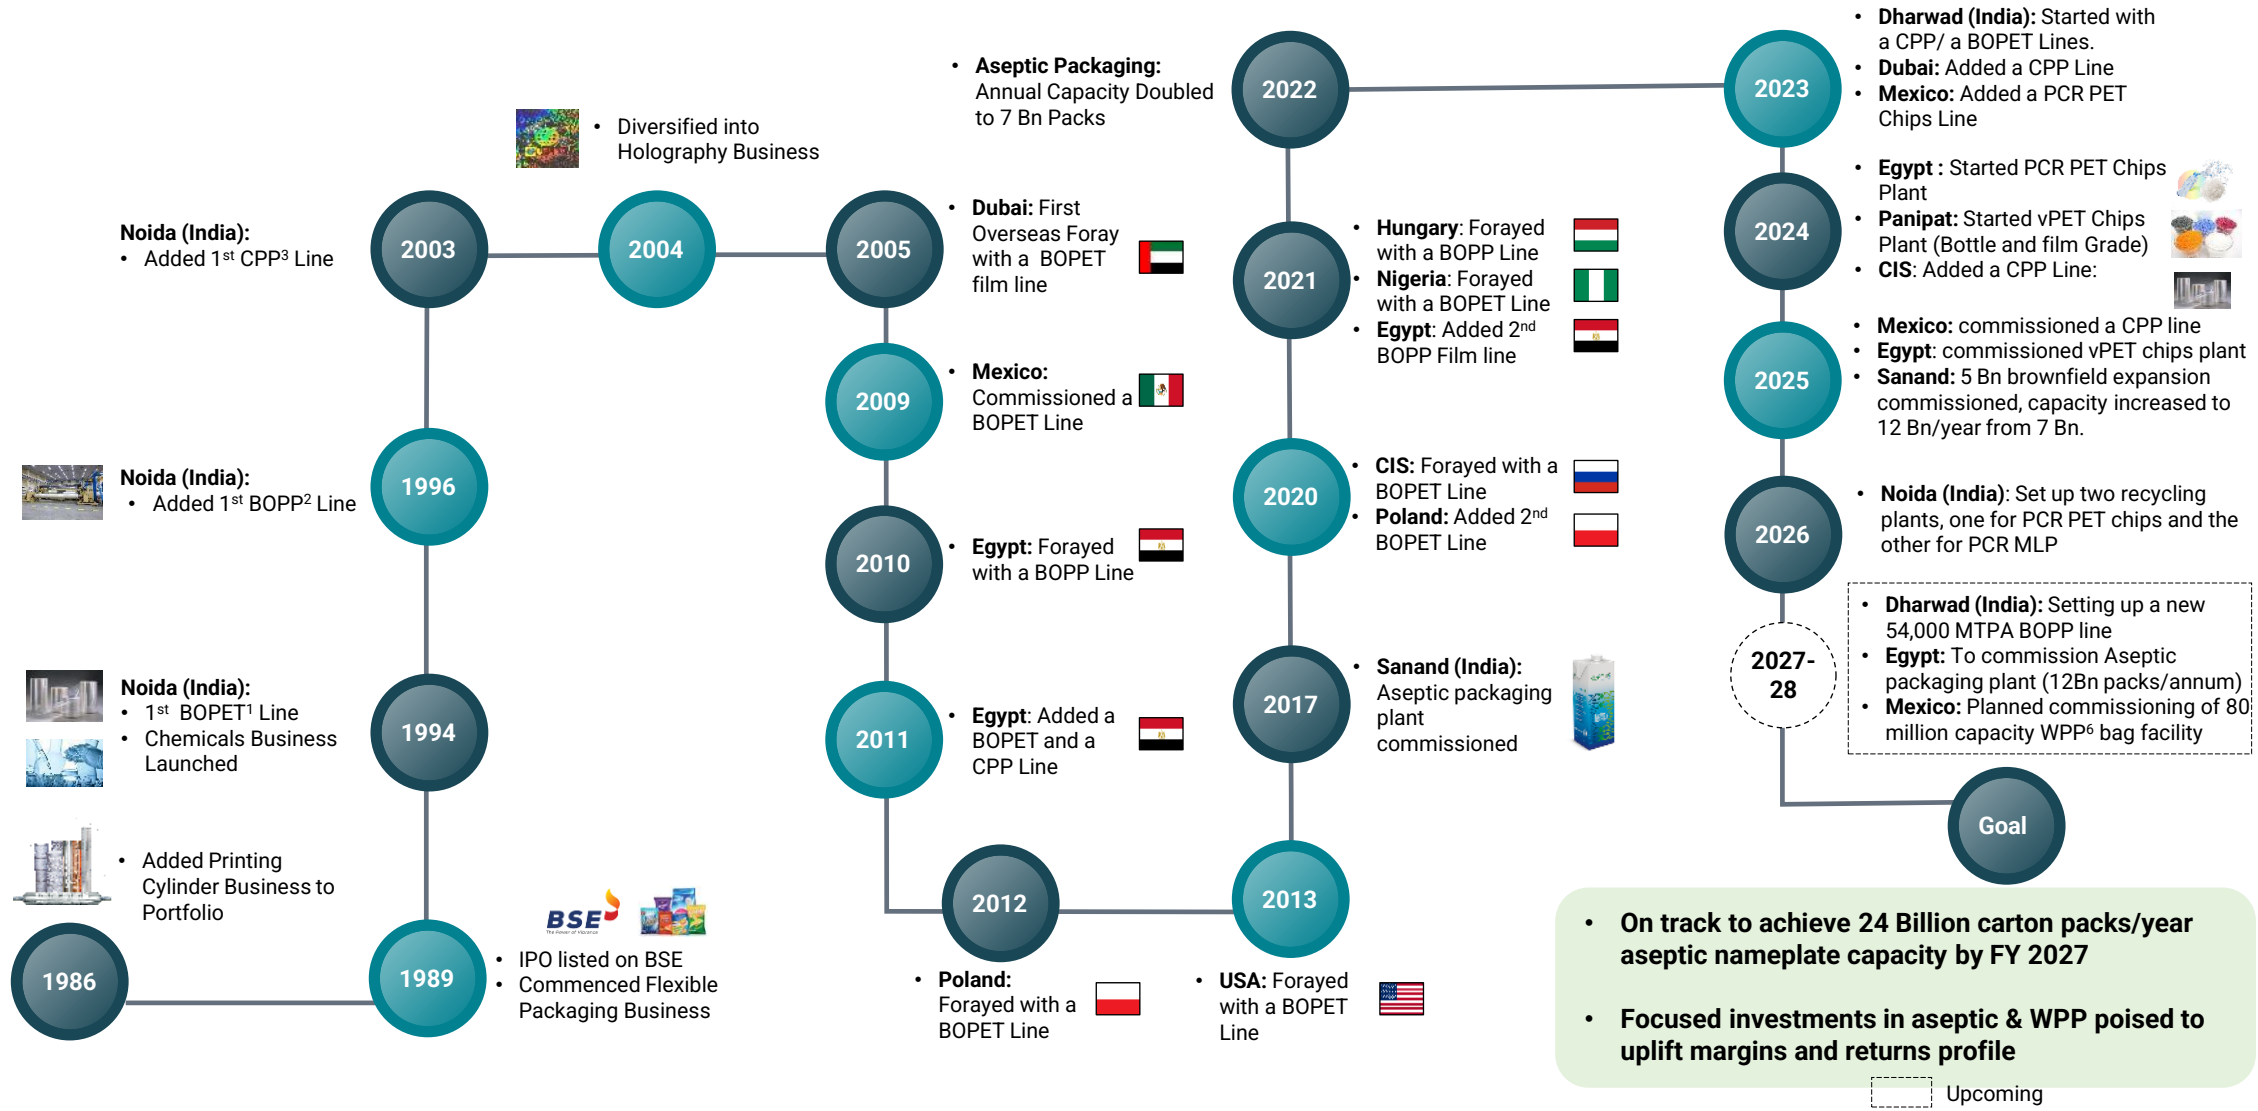 1986
• Added Printing
Cylinder Business to
Portfolio
1989
BSE
The Power of Vibrance
• IPO listed on BSE
• Commenced Flexible
Packaging Business
1994
Noida (India):
• 1st BOPET1 Line
• Chemicals Business
Launched
1996
Noida (India):
• Added 1st BOPP2 Line
2003
Noida (India):
• Added 1st CPP3 Line
2004
• Diversified into
Holography Business
2005
• Dubai: First
Overseas Foray
with a BOPET
film line
2009
• Mexico:
Commissioned a
BOPET Line
2010
• Egypt: Forayed
with a BOPP Line
2011
• Egypt: Added a
BOPET and a
CPP Line
2012
• Poland:
Forayed with a
BOPET Line
2013
• USA: Forayed
with a BOPET
Line
2017
• Sanand (India):
Aseptic packaging
plant
commissioned
2020
• CIS: Forayed with a
BOPET Line
• Poland: Added 2nd
BOPET Line
2021
• Hungary: Forayed
with a BOPP Line
• Nigeria: Forayed
with a BOPET Line
• Egypt: Added 2nd
BOPP Film line
2022
• Aseptic Packaging:
Annual Capacity Doubled
to 7 Bn Packs
2023
• Dharwad (India): Started with
a CPP/ a BOPET Lines.
• Dubai: Added a CPP Line
• Mexico: Added a PCR PET
Chips Line
2024
• Egypt : Started PCR PET Chips
Plant
• Panipat: Started vPET Chips
Plant (Bottle and film Grade)
• CIS: Added a CPP Line:
2025
• Mexico: commissioned a CPP line
• Egypt: commissioned vPET chips plant
• Sanand: 5 Bn brownfield expansion
commissioned, capacity increased to
12 Bn/year from 7 Bn.
2026
• Noida (India): Set up two recycling
plants, one for PCR PET chips and the
other for PCR MLP
2027-
28
• Dharwad (India): Setting up a new
54,000 MTPA BOPP line
• Egypt: To commission Aseptic
packaging plant (12Bn packs/annum)
• Mexico: Planned commissioning of 80
million capacity WPP6 bag facility
Goal
• On track to achieve 24 Billion carton packs/year
aseptic nameplate capacity by FY 2027
• Focused investments in aseptic & WPP poised to
uplift margins and returns profile
Upcoming